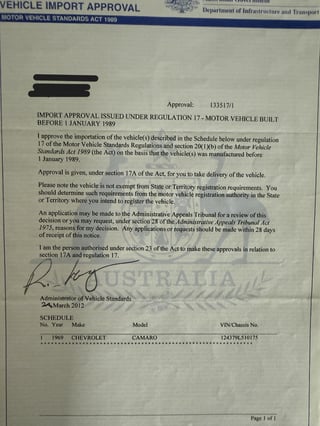 VEHICLE IMPORT APPROVAL
MOTOR VEHICLE STANDARDS ACT 1989
Department of Infrastructure and Transport
Approval: 133517/1
IMPORT APPROVAL ISSUED UNDER REGULATION 17 - MOTOR VEHICLE BUILT
BEFORE 1 JANUARY 1989
I approve the importation of the vehicle(s) described in the Schedule below under regulation
17 of the Motor Vehicle Standards Regulations and section 20(1)(b) of the Motor Vehicle
Standards Act 1989 (the Act) on the basis that the vehicle(s) was manufactured before
1 January 1989.
Approval is given, under section 17A of the Act, for you to take delivery of the vehicle.
Please note the vehicle is not exempt from State or Territory registration requirements. You
should determine such requirements from the motor vehicle registration authority in the State
or Territory where you intend to register the vehicle.
An application may be made to the Administrative Appeals Tribunal for a review of this
decision or you may request, under section 28 of the Administrative Appeals Tribunal Act
1975, reasons for my decision. Any applications or requests should be made within 28 days
of receipt of this notice.
I am the person authorised under section 23 of the Act to make these approvals in relation to
section 17A and regulation 17.
AUSTRALIA
Administrator of Vehicle Standards
March 2012
SCHEDULE
No. Year Make Model VIN/Chassis No.
1 1969 CHEVROLET CAMARO 124379L510175
Page 1 of 1